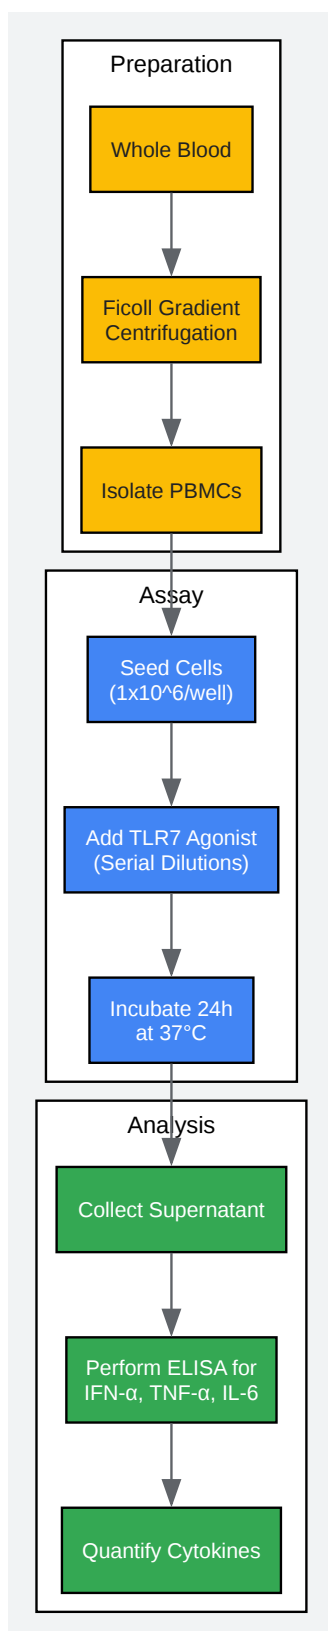 Preparation
Whole Blood
Ficoll Gradient
Centrifugation
Isolate PBMCs
Assay
Seed Cells
(1x10^6/well)
Add TLR7 Agonist
(Serial Dilutions)
Incubate 24h
at 37°C
Analysis
Collect Supernatant
Perform ELISA for
IFN-α, TNF-α, IL-6
Quantify Cytokines